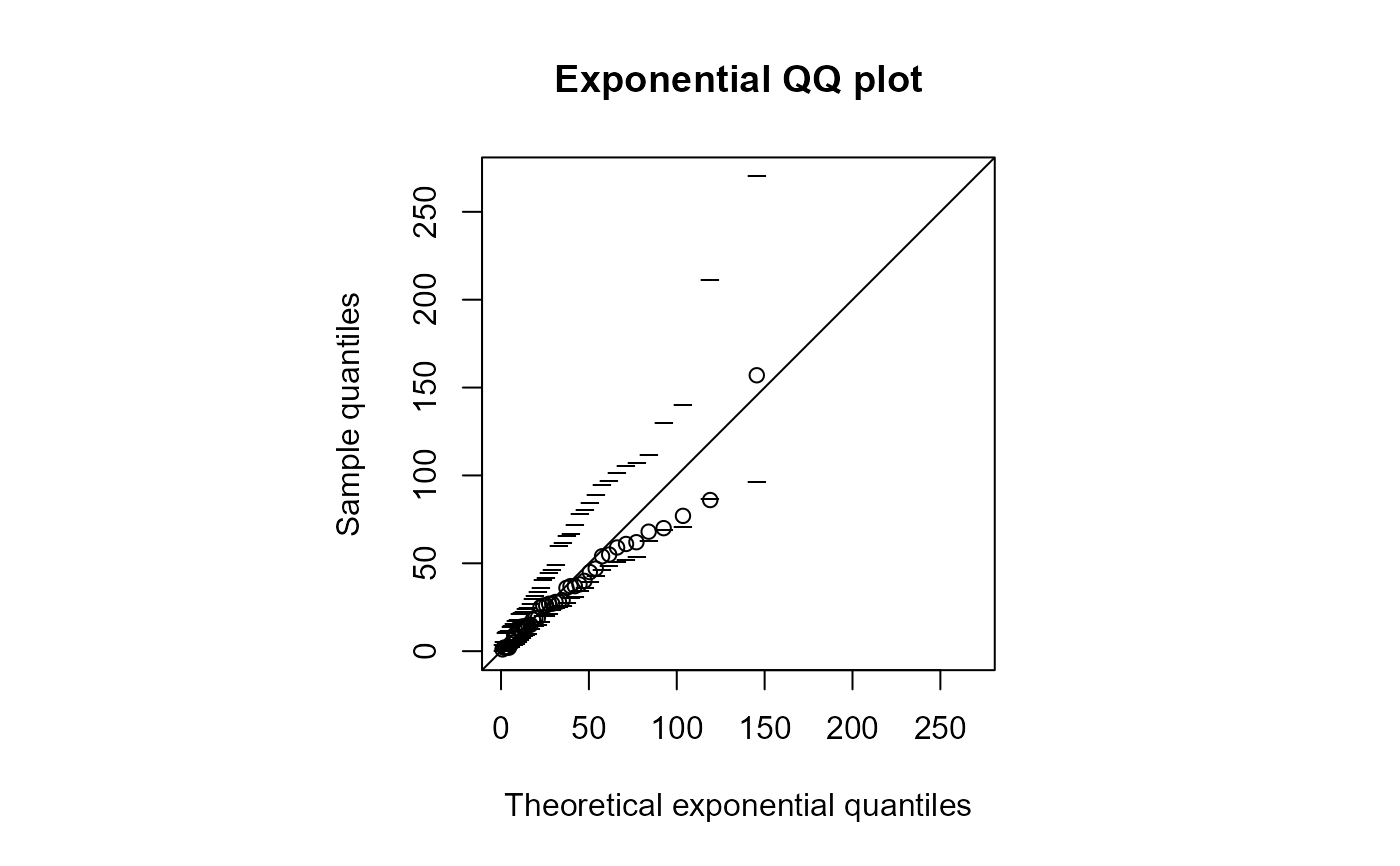 Exponential QQ plot
Sample quantiles
250
200
150
100
50
0
0 50 100 150 200 250
Theoretical exponential quantiles